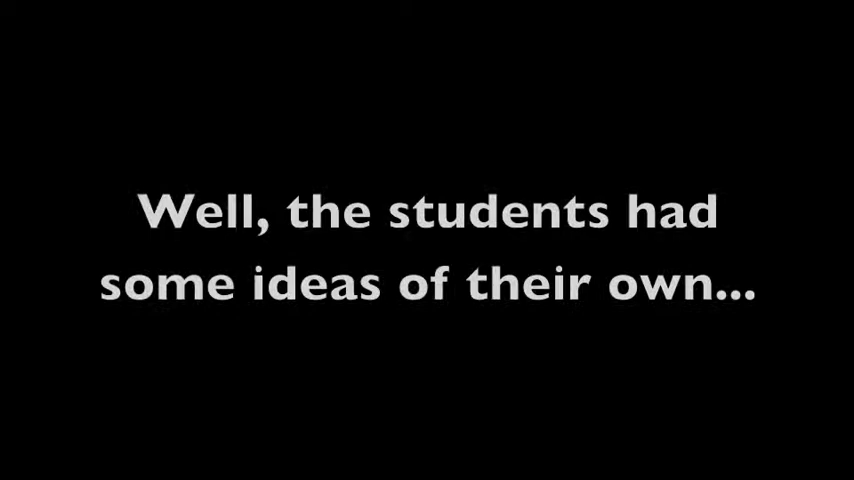 Well, the students had
some ideas of their own...